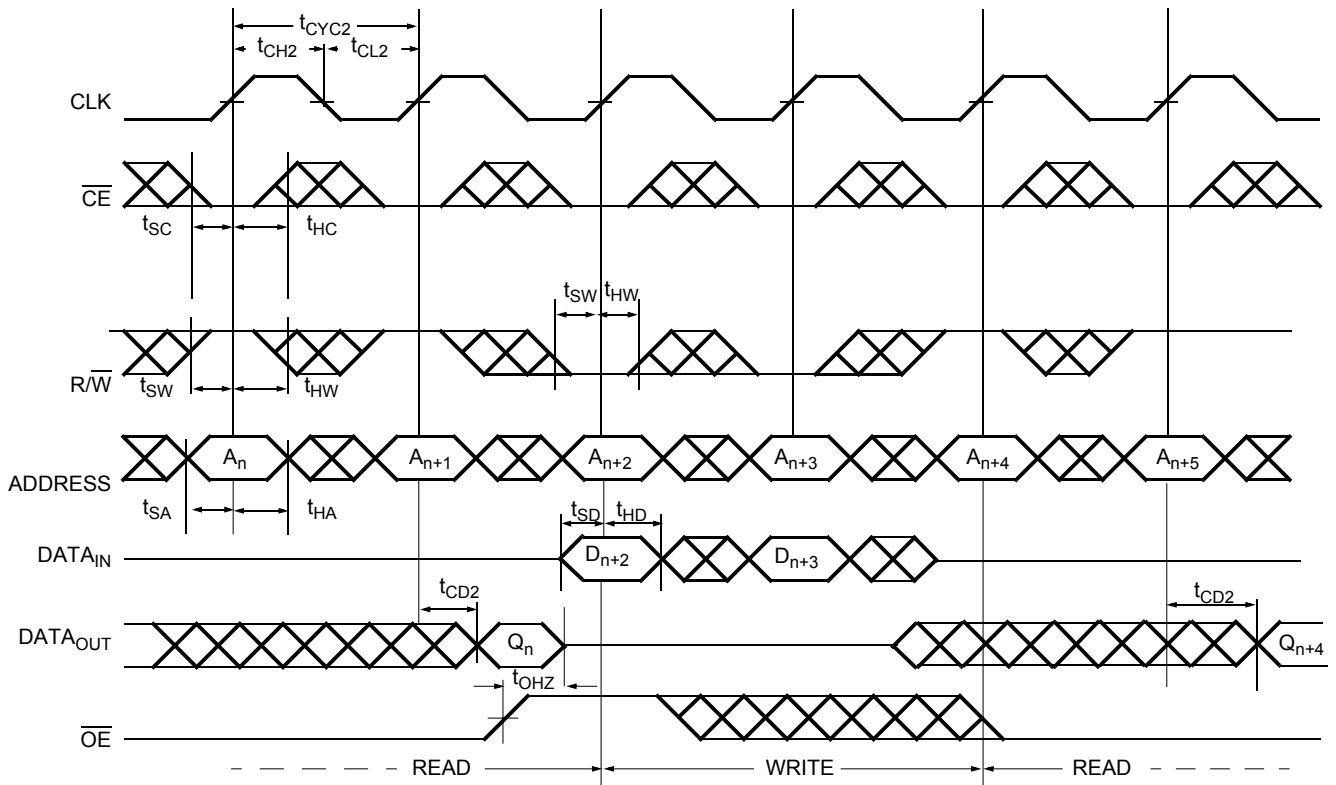 tCYC2
tCH2 tCL2
CLK
CE
tSC tHC
tSW tHW
R/W
tSW tHW
An An+1 An+2 An+3 An+4 An+5
ADDRESS
tSA tHA
tSD tHD
DATAIN
Dn+2 Dn+3
tCD2 tCD2
DATAOUT
Qn Qn+4
tOHZ
OE
READ WRITE READ